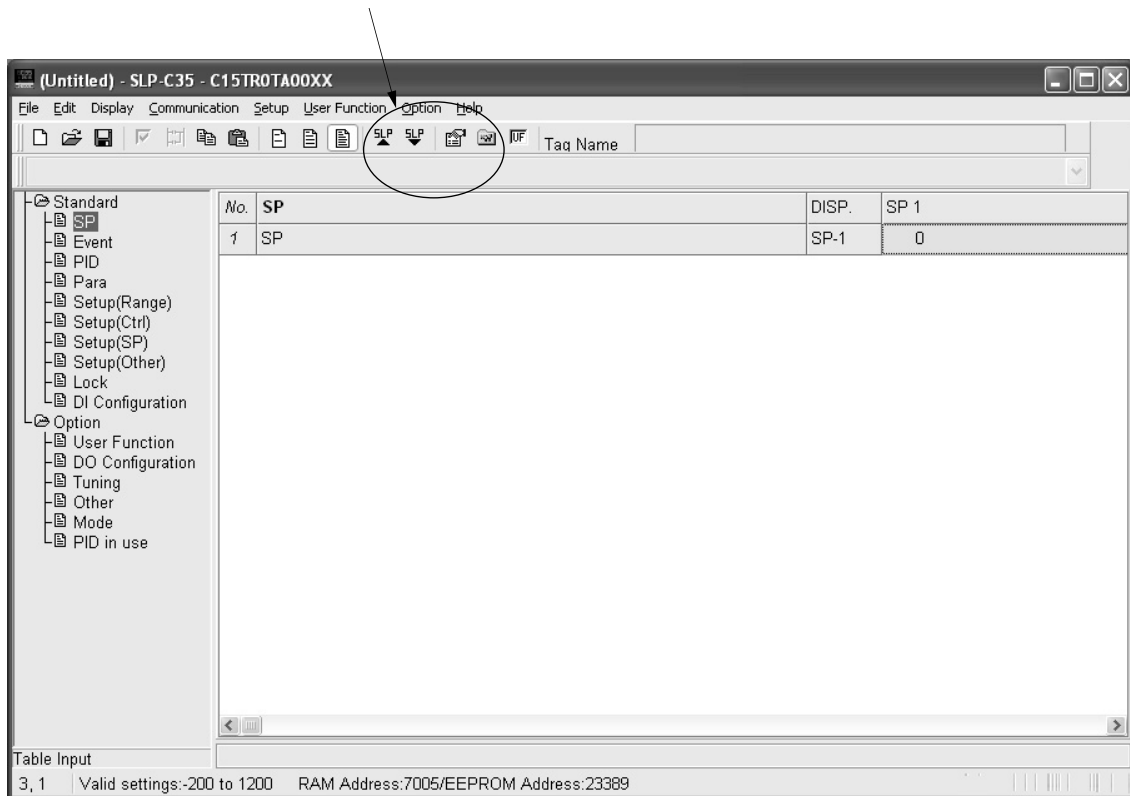 (Untitled) - SLP-C35 - C15TR0TA00XX
File Edit Display Communication Setup User Function Option Help
SLP SLP UF Tag Name
Standard
SP
Event
PID
Para
Setup(Range)
Setup(Ctrl)
Setup(SP)
Setup(Other)
Lock
DI Configuration
Option
User Function
DO Configuration
Tuning
Other
Mode
PID in use
No. SP DISP. SP 1
1 SP SP-1 0
Table Input
3, 1 Valid settings:-200 to 1200 RAM Address:7005/EEPROM Address:23389